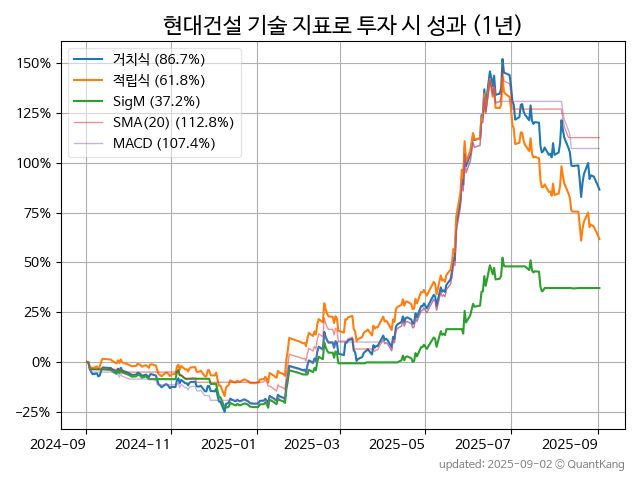 현대건설 기술 지표로 투자 시 성과 (1년)
거치식 (86.7%)
적립식 (61.8%)
SigM (37.2%)
SMA(20) (112.8%)
MACD (107.4%)
150%
125%
100%
75%
50%
25%
0%
−25%
2024-09 2024-11 2025-01 2025-03 2025-05 2025-07 2025-09
updated: 2025-09-02 © QuantKang